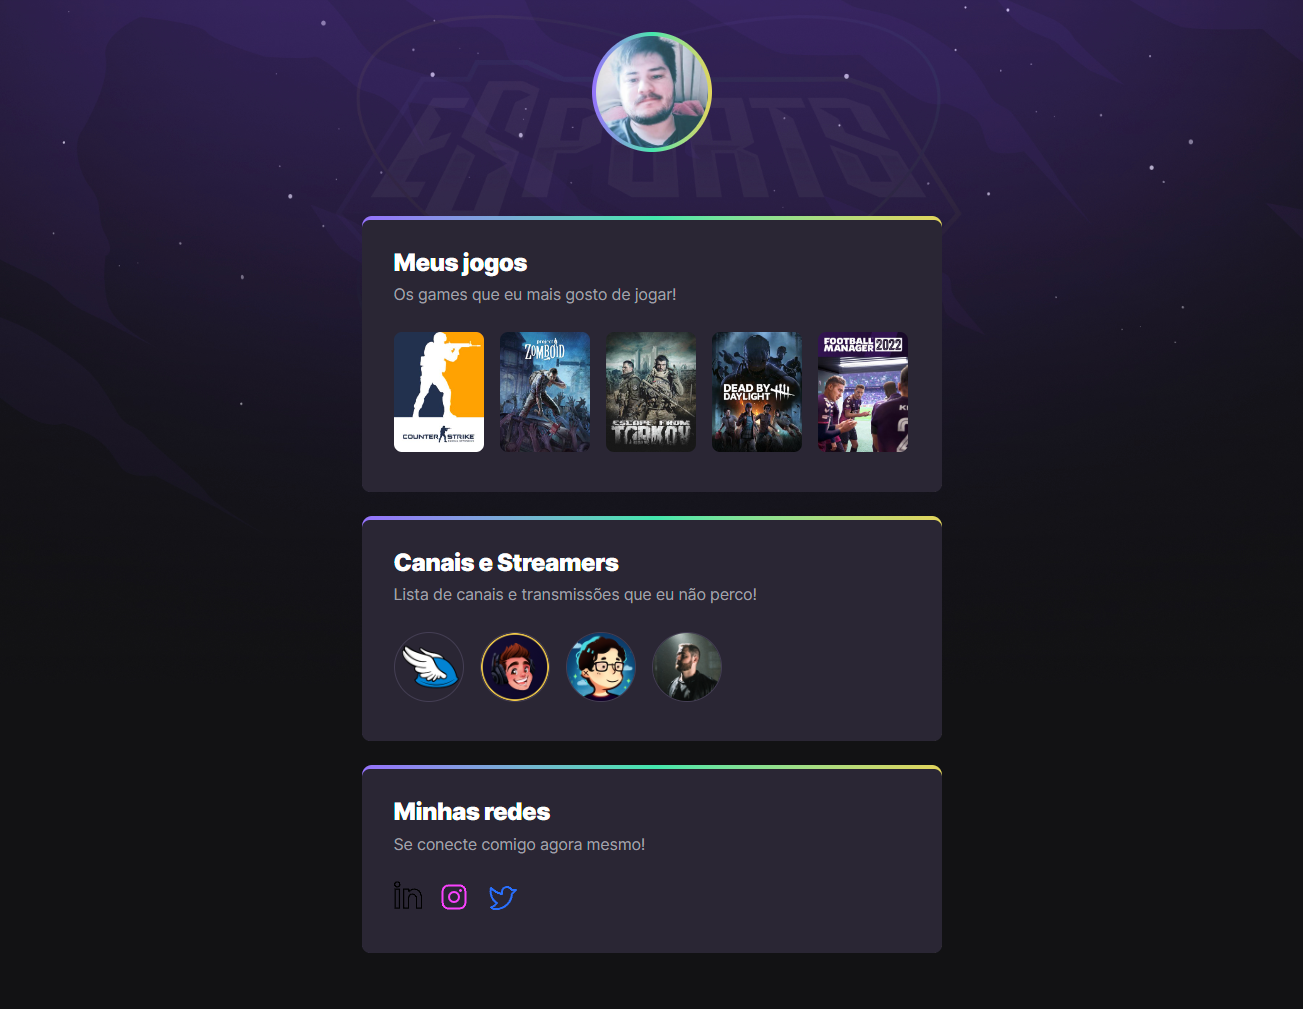 ESPORTS
Meus jogos
Os games que eu mais gosto de jogar!
COUNTER STRIKE
PROJECT
ZOMBOID
ESCAPE FROM
TARKOV
DEAD BY
DAYLIGHT
FOOTBALL
MANAGER 2022
Canais e Streamers
Lista de canais e transmissões que eu não perco!
Minhas redes
Se conecte comigo agora mesmo!
in